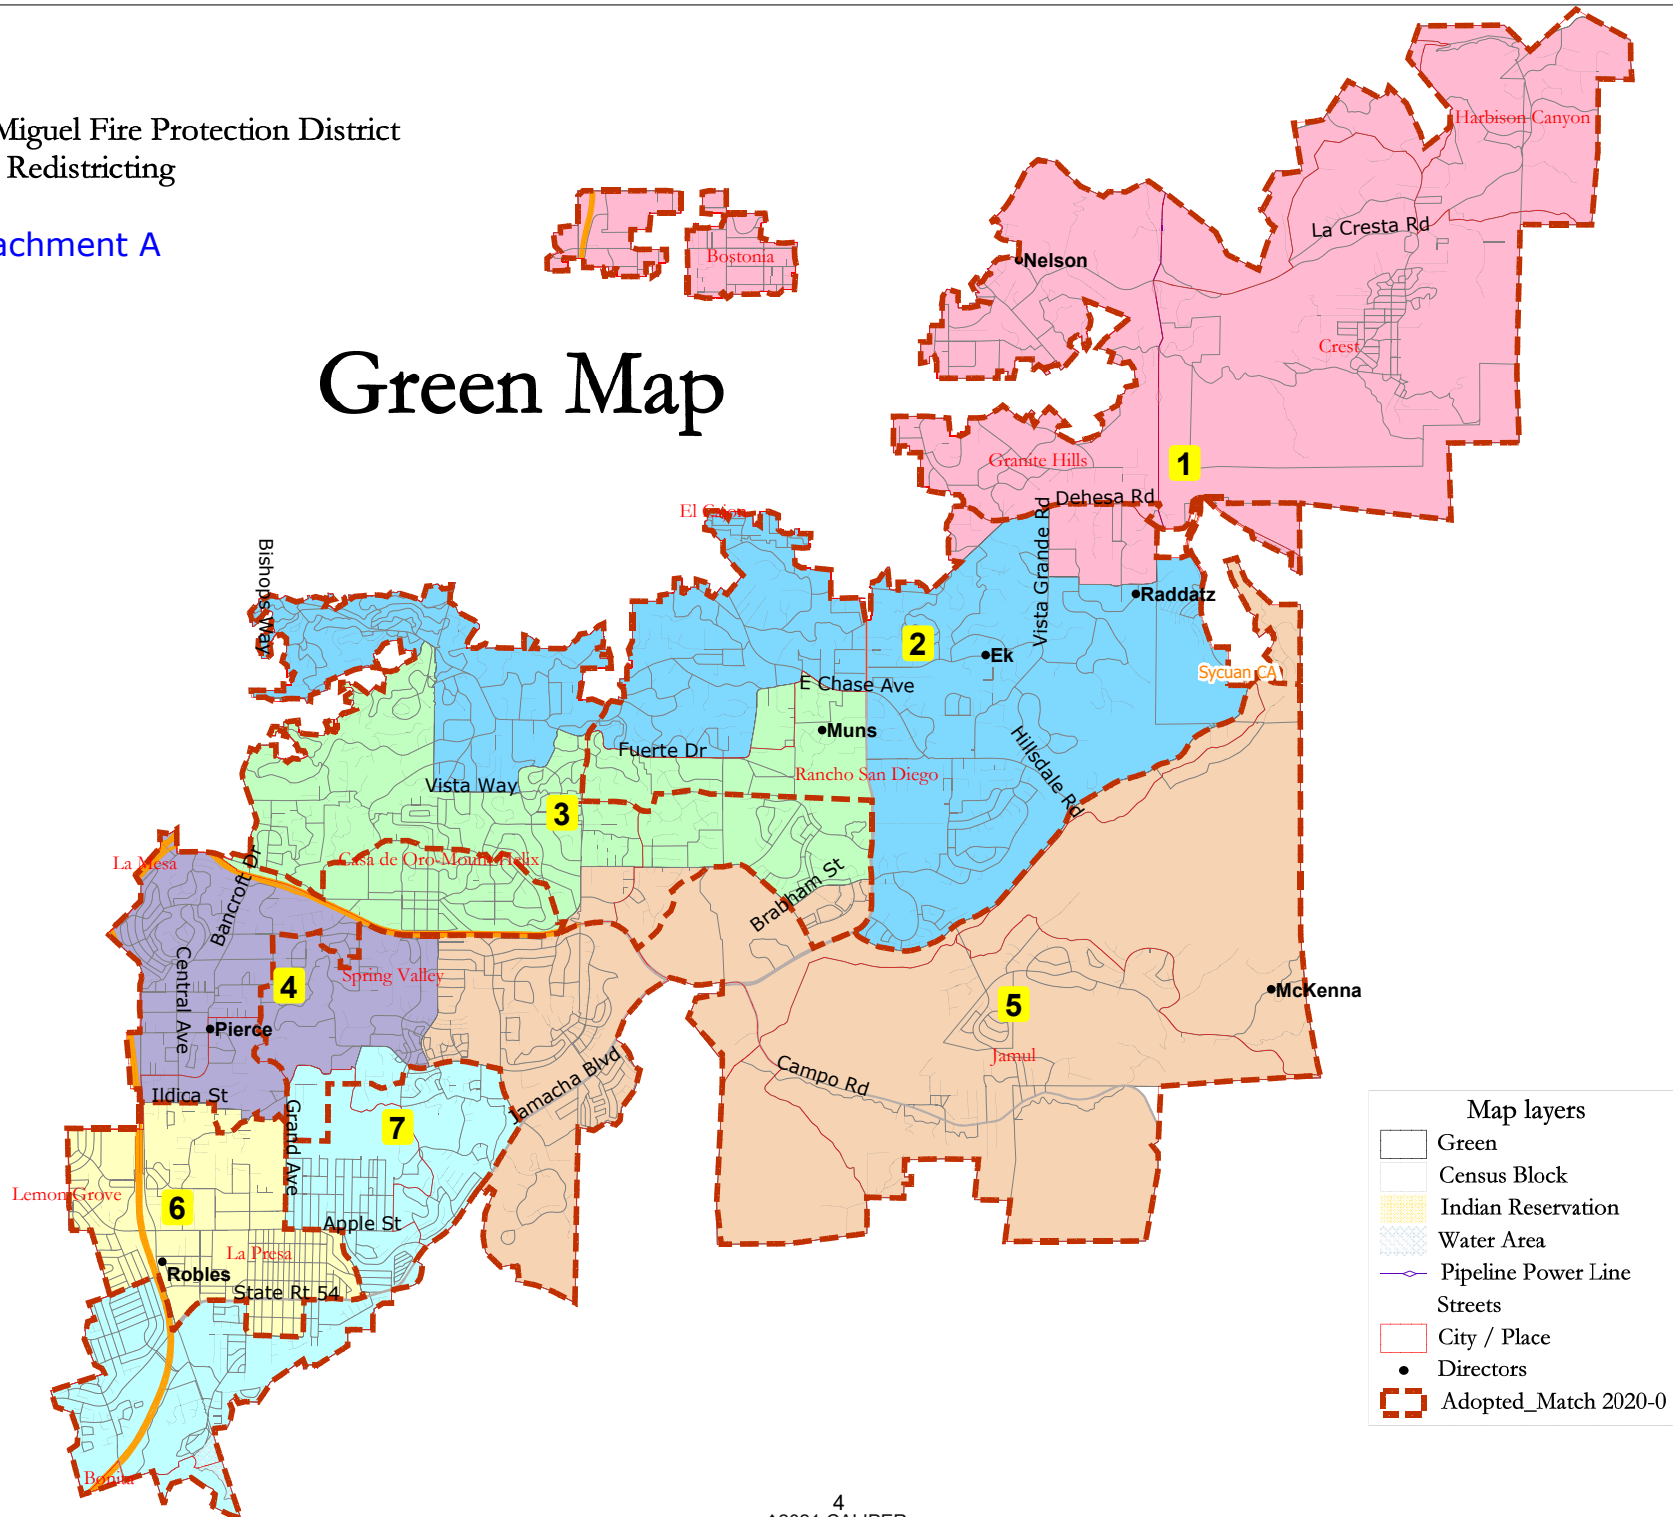 Miguel Fire Protection District
Redistricting
achment A
Green Map
Harbison Canyon
La Cresta Rd
Bostonia
Nelson
Crest
Granite Hills
1
Dehesa Rd
El Cajon
Vista Grande Rd
Bishops Way
Raddatz
2
Ek
Sycuan CA
E Chase Ave
Muns
Fuerte Dr
Hillsdale Rd
Rancho San Diego
Vista Way
3
La Mesa
Casa de Oro-Mount Helix
Bancroft Dr
Brabham St
Central Ave
4
Spring Valley
McKenna
5
Pierce
Jamul
Jamacha Blvd
Campo Rd
Ildica St
Grand Ave
7
Lemon Grove
6
Apple St
La Presa
Robles
State Rt 54
Bonita
Map layers
Green
Census Block
Indian Reservation
Water Area
Pipeline Power Line
Streets
City / Place
Directors
Adopted_Match 2020-0
4